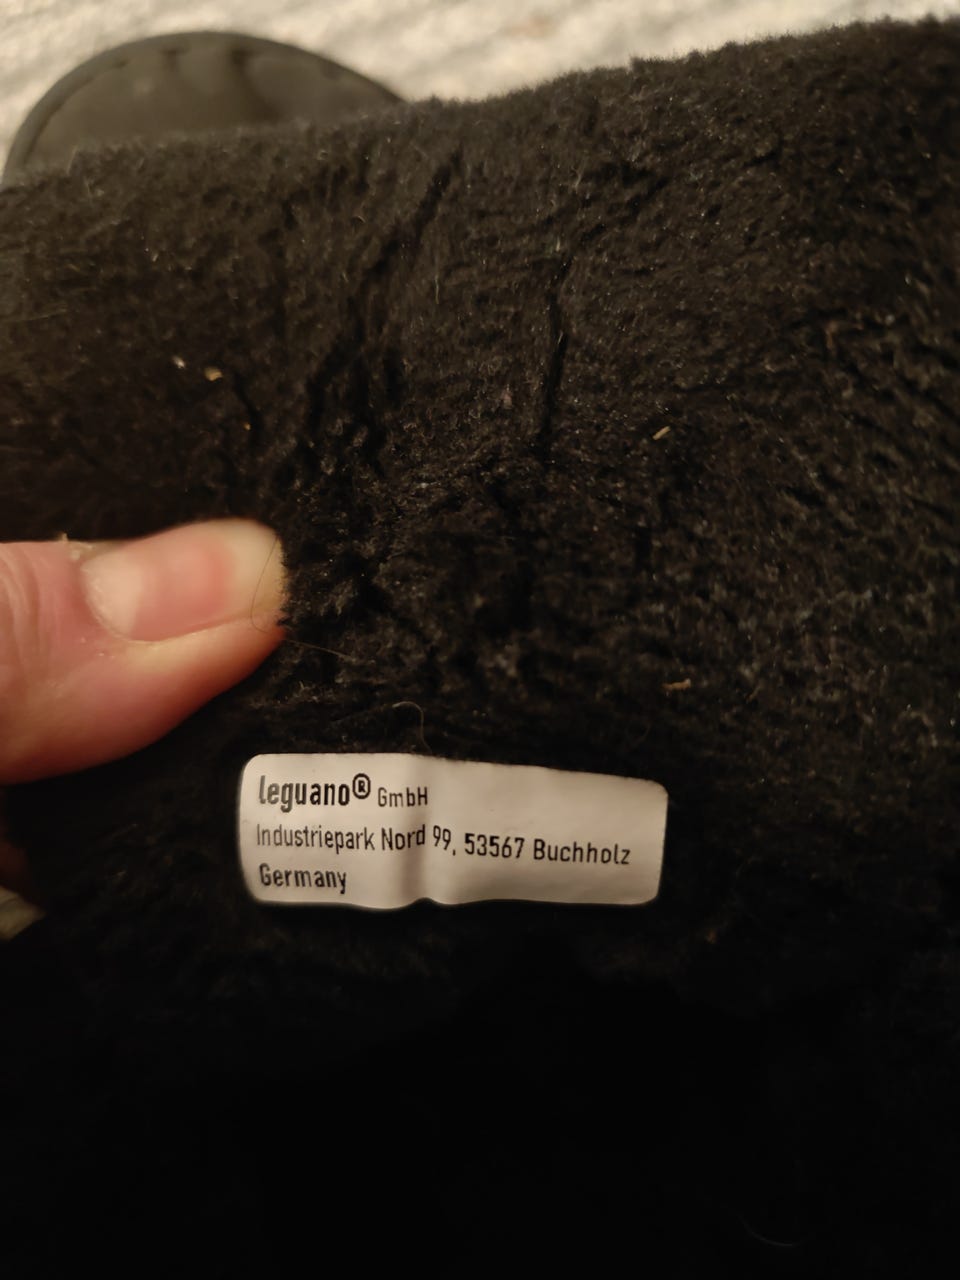 leguano® GmbH
Industriepark Nord 99, 53567 Buchholz
Germany